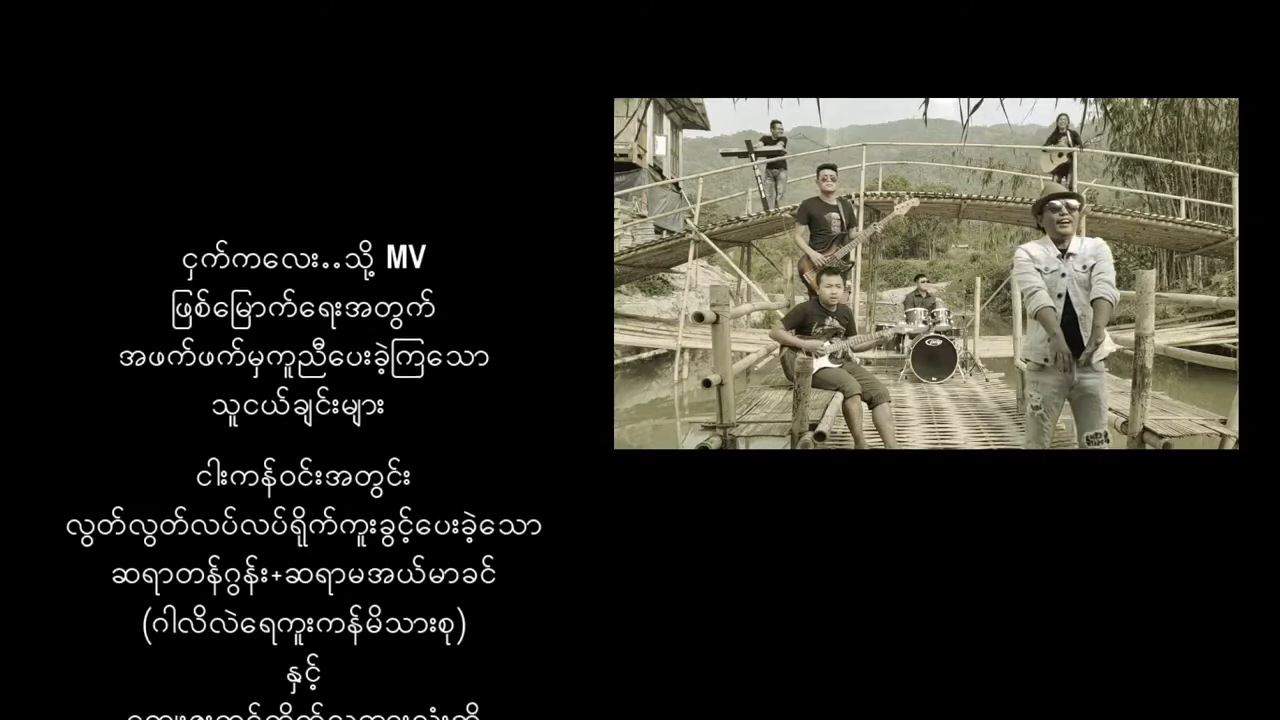 ငှက်ကလေး..သို့ MV
ဖြစ်မြောက်ရေးအတွက်
အဖက်ဖက်မှကူညီပေးခဲ့ကြသော
သူငယ်ချင်းများ
ငါးကန်ဝင်းအတွင်း
လွတ်လွတ်လပ်လပ်ရိုက်ကူးခွင့်ပေးခဲ့သော
ဆရာတန်ဂွန်း+ဆရာမအယ်မာခင်
(ဂါလိလဲရေကူးကန်မိသားစု)
နှင့်